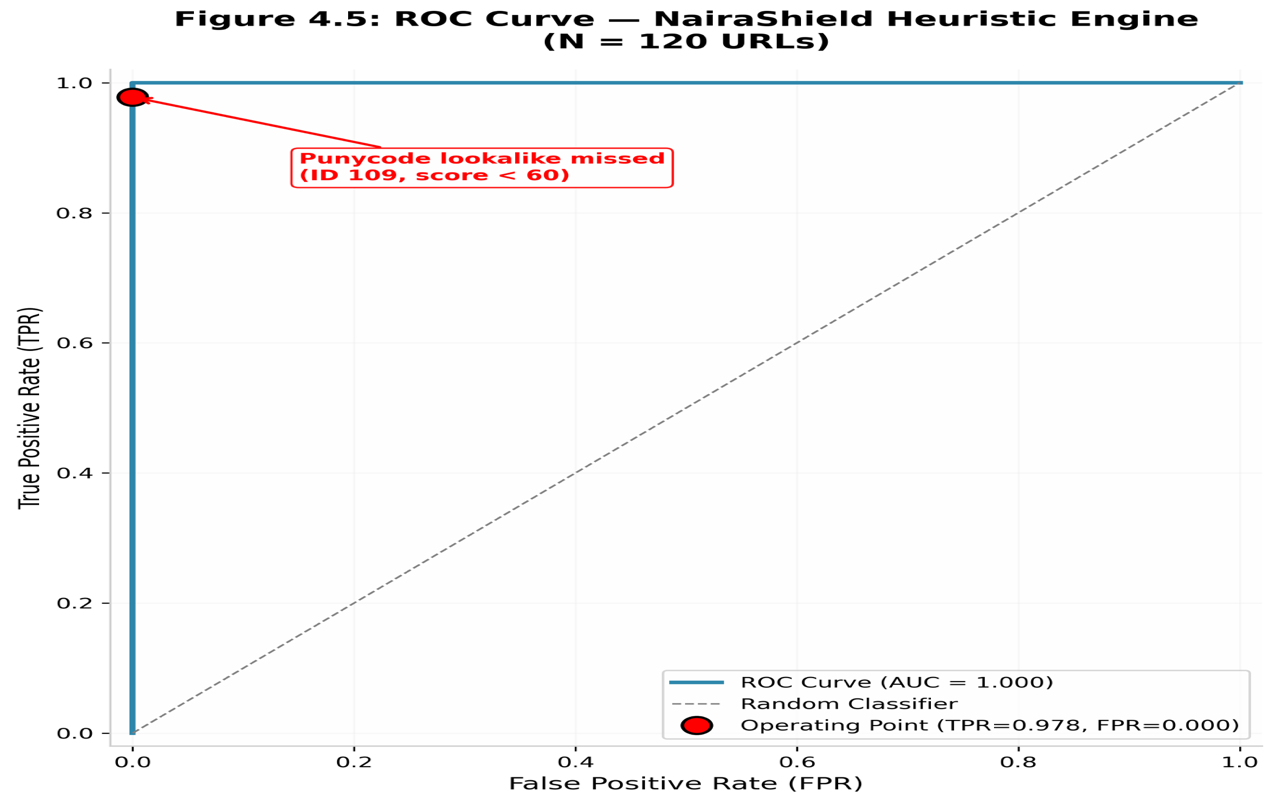 Figure 4.5: ROC Curve — NairaShield Heuristic Engine
(N = 120 URLs)
1.0
0.8
0.6
0.4
0.2
0.0
True Positive Rate (TPR)
Punycode lookalike missed
(ID 109, score < 60)
ROC Curve (AUC = 1.000)
Random Classifier
Operating Point (TPR=0.978, FPR=0.000)
0.0 0.2 0.4 0.6 0.8 1.0
False Positive Rate (FPR)